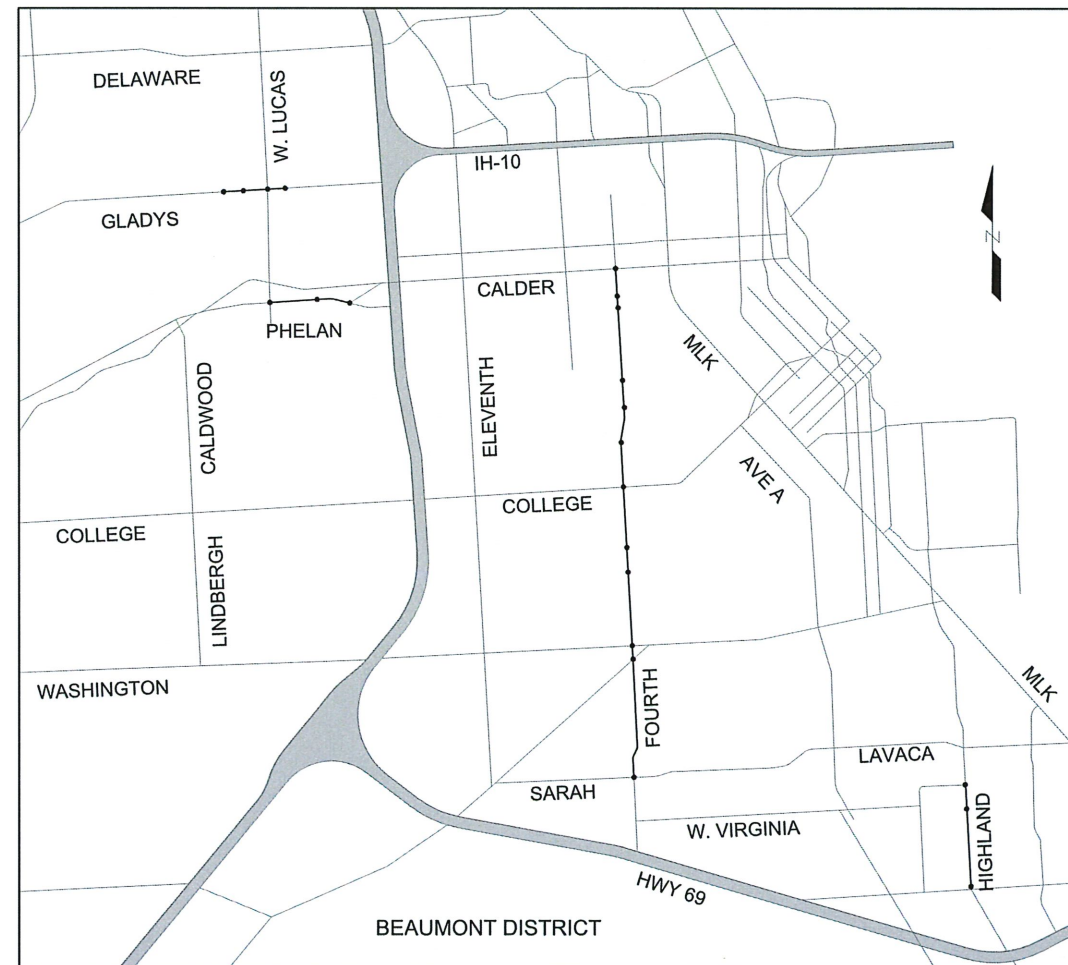 DELAWARE
W. LUCAS
IH-10
GLADYS
CALDER
PHELAN
MLK
CALDWOOD
ELEVENTH
AVE A
COLLEGE
COLLEGE
LINDBERGH
WASHINGTON
FOURTH
MLK
LAVACA
SARAH
W. VIRGINIA
HIGHLAND
HWY 69
BEAUMONT DISTRICT
N